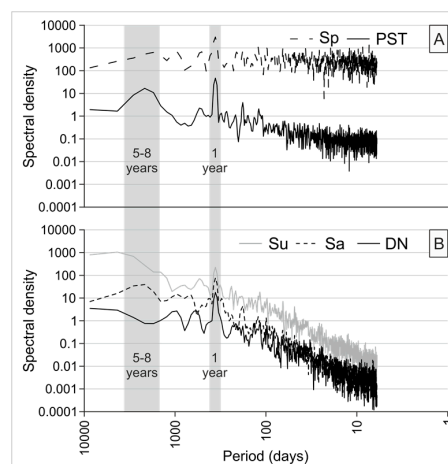 Spectral density
10000
1000
100
10
1
0.1
0.01
0.001
0.0001
Sp PST
A
5-8 years
1 year
Spectral density
10000
1000
100
10
1
0.1
0.01
0.001
0.0001
Su Sa DN
B
5-8 years
1 year
10000
1000
100
10
1
Period (days)